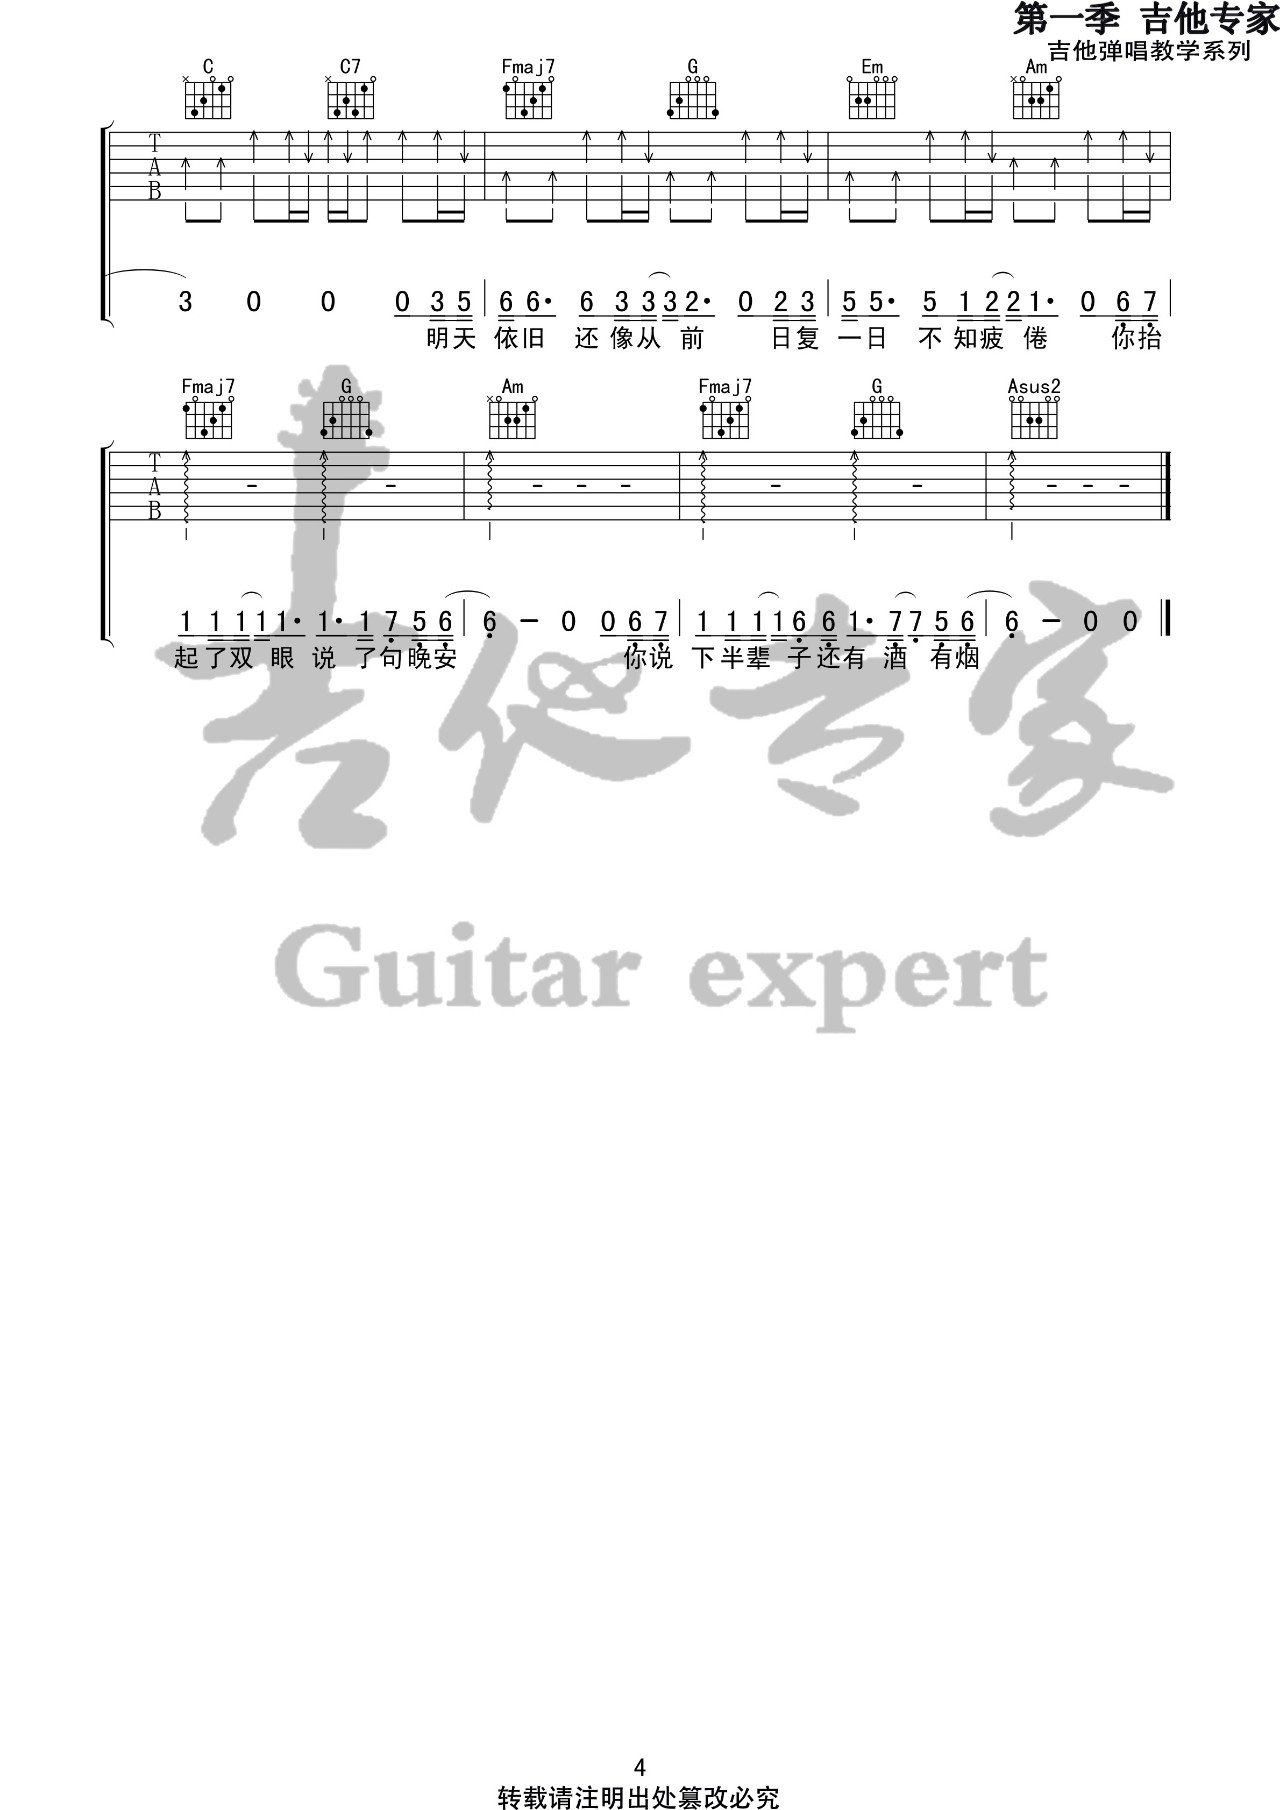 第一季 吉他专家
吉他弹唱教学系列
C C7 Fmaj7 G Em Am
T
A
B
3 0 0 0 3 5 6 6· 6 3 3 3 2· 0 2 3 5 5· 5 1 2 2 1· 0 6 7
明天 依旧 还 像从 前 日复 一日 不 知疲 倦 你抬
Fmaj7 G Am Fmaj7 G Asus2
T
A
B
1 1 1 1 1· 1· 1 7 5 6 6 - 0 0 6 7 1 1 1 1 6 6 1· 7 7 5 6 6 - 0 0
起了双 眼 说 了句晚安 你说 下半辈 子还有 酒 有烟
吉他专家
Guitar expert
4
转载请注明出处篡改必究